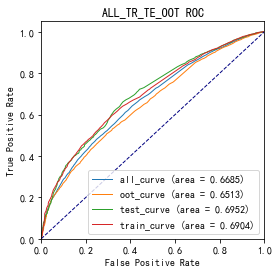 ALL_TR_TE_OOT ROC
True Positive Rate
1.0
0.8
0.6
0.4
0.2
0.0
all_curve (area = 0.6685)
oot_curve (area = 0.6513)
test_curve (area = 0.6952)
train_curve (area = 0.6904)
0.0 0.2 0.4 0.6 0.8 1.0
False Positive Rate